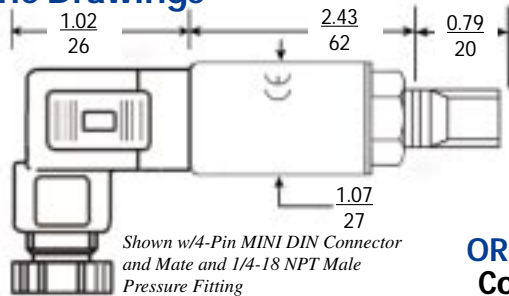 Drawings
1.02
26
2.43
62
0.79
20
CE
1.07
27
Shown w/4-Pin MINI DIN Connector
and Mate and 1/4-18 NPT Male
Pressure Fitting
OR
Co